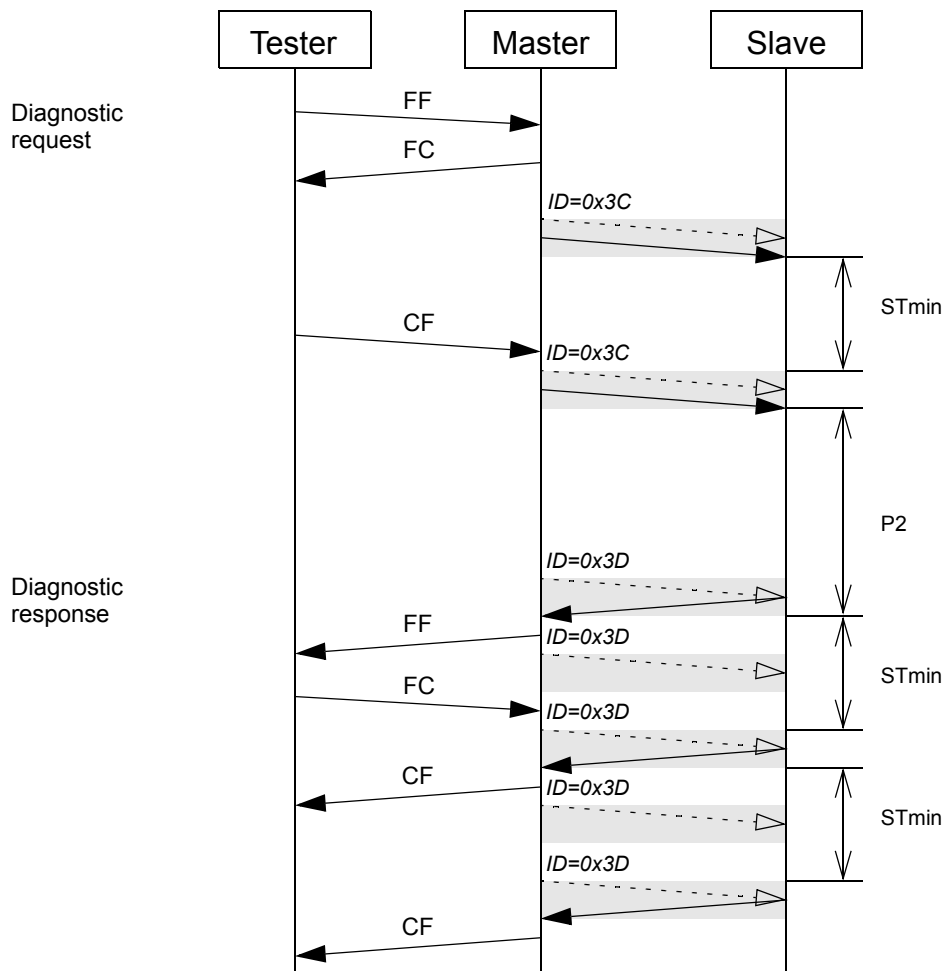 Tester Master Slave
Diagnostic
request
FF
FC
ID=0x3C
STmin
CF
ID=0x3C
P2
ID=0x3D
Diagnostic
response
FF
ID=0x3D
STmin
FC
ID=0x3D
CF
ID=0x3D
STmin
ID=0x3D
CF